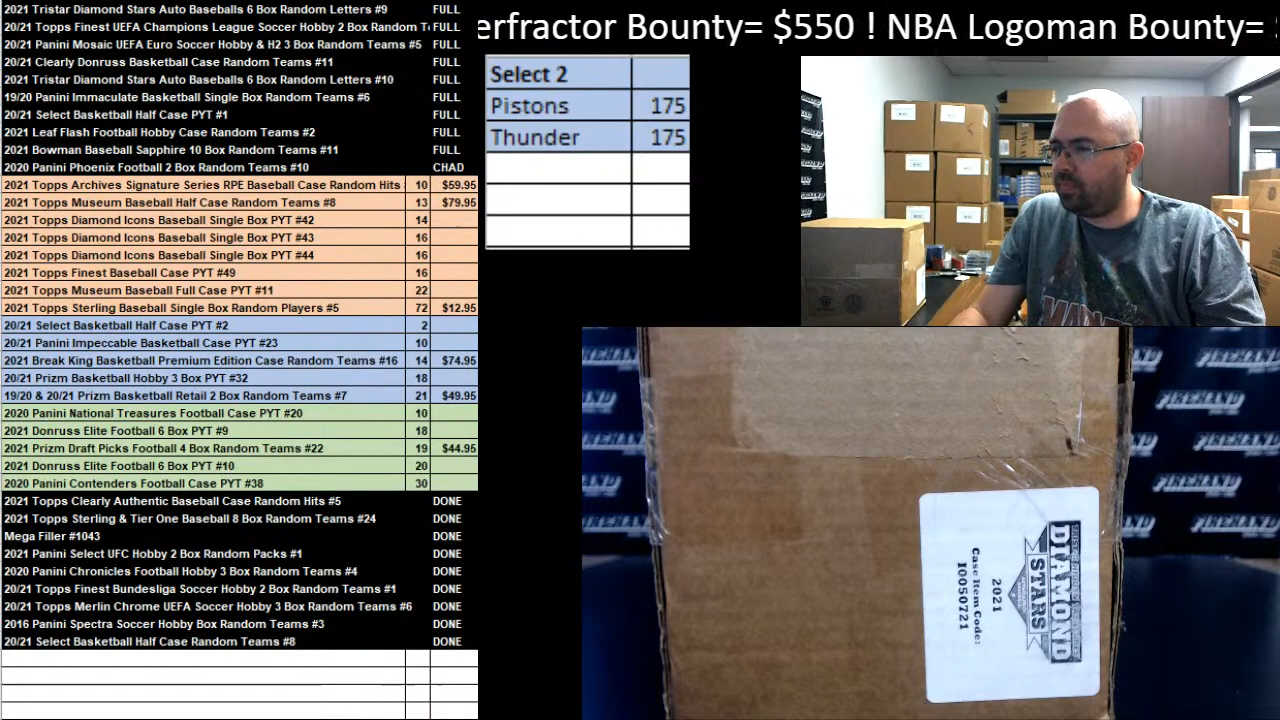 erfractor Bounty= $550 ! NBA Logoman Bounty=
2021 Tristar Diamond Stars Auto Baseballs 6 Box Random Letters #9 FULL
20/21 Topps Finest UEFA Champions League Soccer Hobby 2 Box Random T FULL
20/21 Panini Mosaic UEFA Euro Soccer Hobby & H2 3 Box Random Teams #5 FULL
20/21 Clearly Donruss Basketball Case Random Teams #11 FULL
2021 Tristar Diamond Stars Auto Baseballs 6 Box Random Letters #10 FULL
19/20 Panini Immaculate Basketball Single Box Random Teams #6 FULL
20/21 Select Basketball Half Case PYT #1 FULL
2021 Leaf Flash Football Hobby Case Random Teams #2 FULL
2021 Bowman Baseball Sapphire 10 Box Random Teams #11 FULL
2020 Panini Phoenix Football 2 Box Random Teams #10 CHAD
2021 Topps Archives Signature Series RPE Baseball Case Random Hits 10 $59.95
2021 Topps Museum Baseball Half Case Random Teams #8 13 $79.95
2021 Topps Diamond Icons Baseball Single Box PYT #42 14
2021 Topps Diamond Icons Baseball Single Box PYT #43 16
2021 Topps Diamond Icons Baseball Single Box PYT #44 16
2021 Topps Finest Baseball Case PYT #49 16
2021 Topps Museum Baseball Full Case PYT #11 22
2021 Topps Sterling Baseball Single Box Random Players #5 72 $12.95
20/21 Select Basketball Half Case PYT #2 2
20/21 Panini Impeccable Basketball Case PYT #23 10
2021 Break King Basketball Premium Edition Case Random Teams #16 14 $74.95
20/21 Prizm Basketball Hobby 3 Box PYT #32 18
19/20 & 20/21 Prizm Basketball Retail 2 Box Random Teams #7 21 $49.95
2020 Panini National Treasures Football Case PYT #20 10
2021 Donruss Elite Football 6 Box PYT #9 18
2021 Prizm Draft Picks Football 4 Box Random Teams #22 19 $44.95
2021 Donruss Elite Football 6 Box PYT #10 20
2020 Panini Contenders Football Case PYT #38 30
2021 Topps Clearly Authentic Baseball Case Random Hits #5 DONE
2021 Topps Sterling & Tier One Baseball 8 Box Random Teams #24 DONE
Mega Filler #1043 DONE
2021 Panini Select UFC Hobby 2 Box Random Packs #1 DONE
2020 Panini Chronicles Football Hobby 3 Box Random Teams #4 DONE
20/21 Topps Finest Bundesliga Soccer Hobby 2 Box Random Teams #1 DONE
20/21 Topps Merlin Chrome UEFA Soccer Hobby 3 Box Random Teams #6 DONE
2016 Panini Spectra Soccer Hobby Box Random Teams #3 DONE
20/21 Select Basketball Half Case Random Teams #8 DONE
Select 2
Pistons 175
Thunder 175
DIAMOND
STARS
2021
Case Item Code:
I0050721
FIREHAND
FIREHAND
FIREHAND
FIREHAND
FIREHAND
FIREHAND